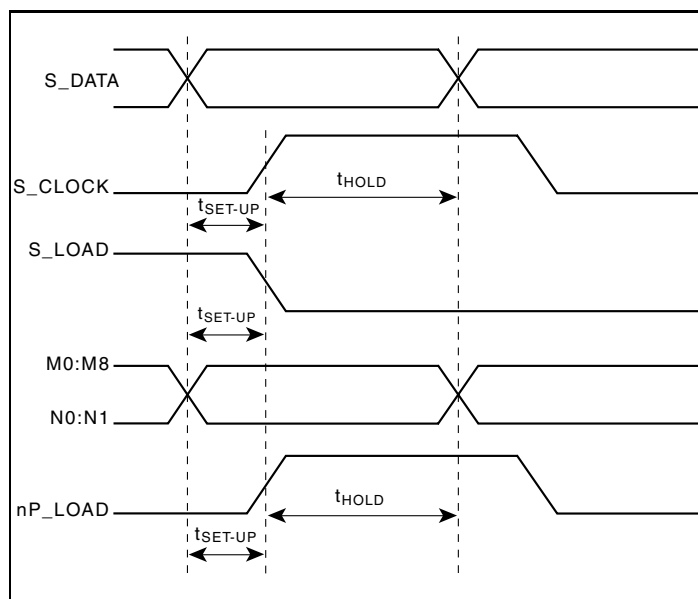 S_DATA
S_CLOCK
tHOLD
tSET-UP
S_LOAD
tSET-UP
M0:M8
N0:N1
nP_LOAD
tHOLD
tSET-UP